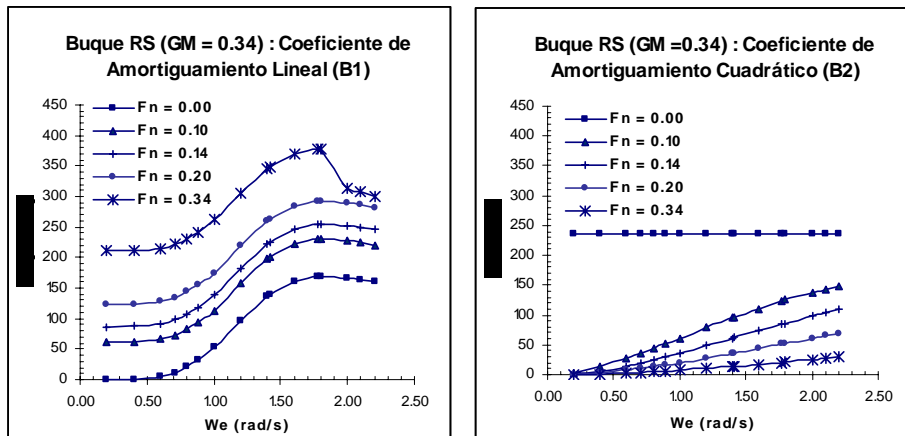 Buque RS (GM = 0.34) : Coeficiente de
Amortiguamiento Lineal (B1)
450
400
350
300
250
200
150
100
50
0
Fn = 0.00
Fn = 0.10
Fn = 0.14
Fn = 0.20
Fn = 0.34
0.00
0.50
1.00
1.50
2.00
2.50
We (rad/s)
Buque RS (GM =0.34) : Coeficiente de
Amortiguamiento Cuadrático (B2)
450
400
350
300
250
200
150
100
50
0
Fn = 0.00
Fn = 0.10
Fn = 0.14
Fn = 0.20
Fn = 0.34
0.00
0.50
1.00
1.50
2.00
2.50
We (rad/s)